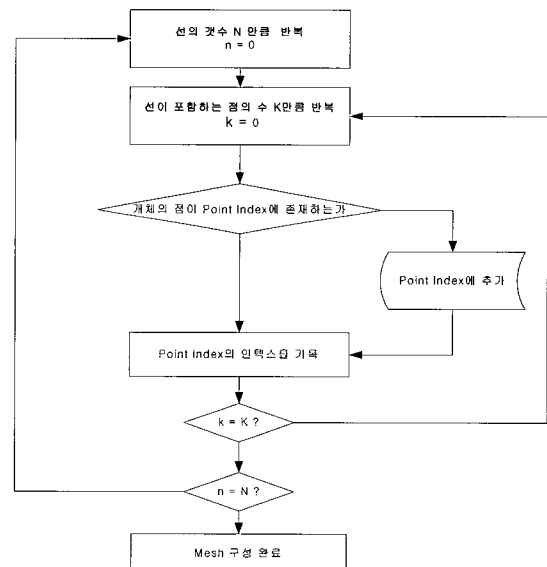 선의 갯수 N 만큼 반복
n = 0
선이 포함하는 점의 수 K만큼 반복
k = 0
개체의 점이 Point Index에 존재하는가
Point Index에 추가
Point index의 인덱스를 기록
k = K ?
n = N ?
Mesh 구성 완료